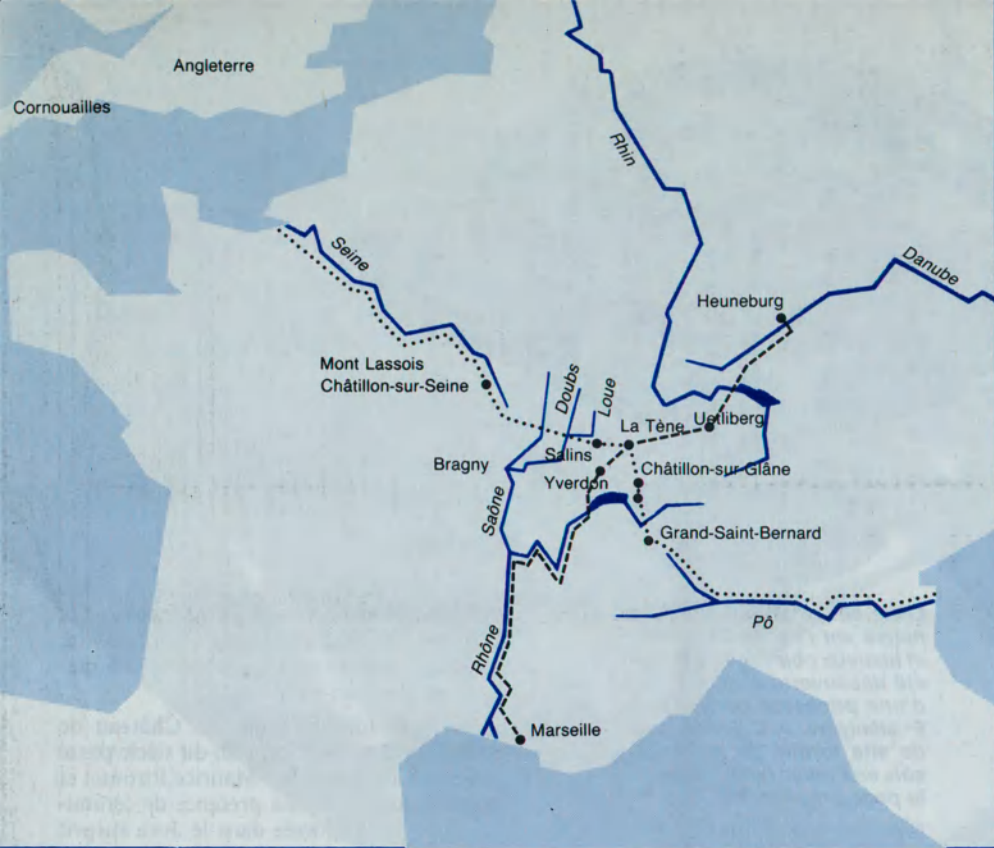 Angleterre
Cornouailles
Rhin
Seine
Danube
Heuneburg
Mont Lassois
Châtillon-sur-Seine
Doubs
Loue
Uetliberg
La Tène
Salins
Bragny
Châtillon-sur-Glâne
Yverdon
Saône
Grand-Saint-Bernard
Pô
Rhône
Marseille